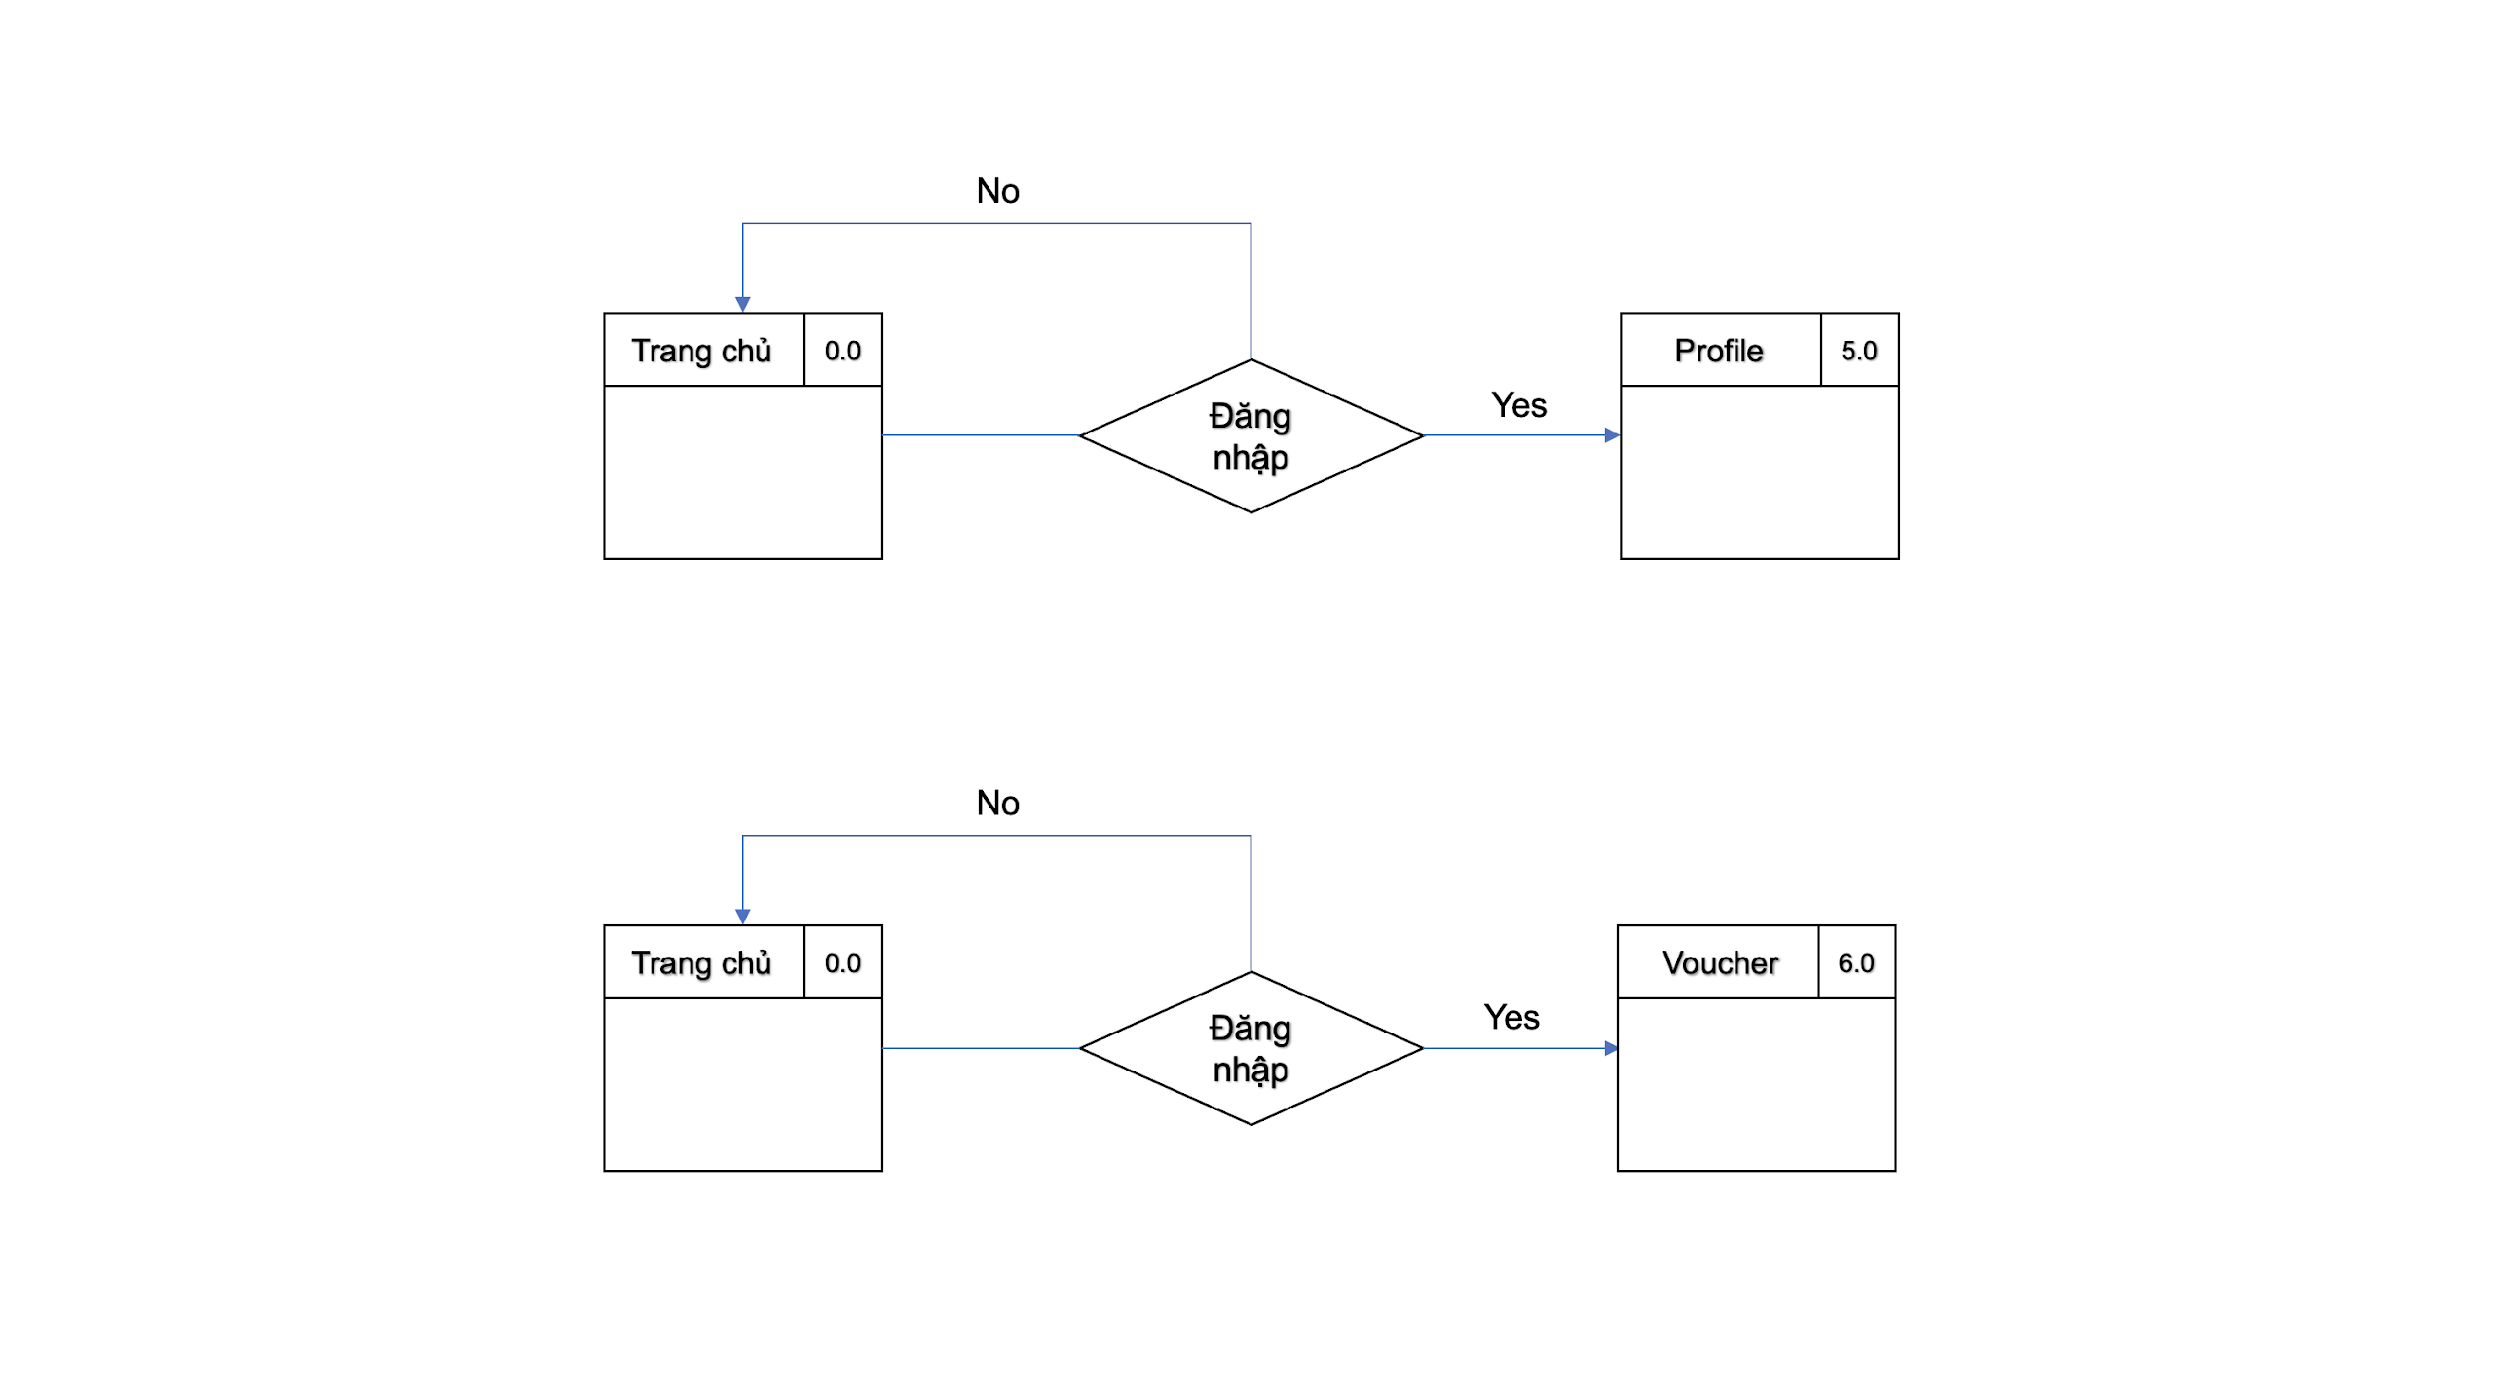 No
Trang chủ 0.0
Profile 5.0
Đăng
nhập
Yes
No
Trang chủ 0.0
Voucher 6.0
Đăng
nhập
Yes